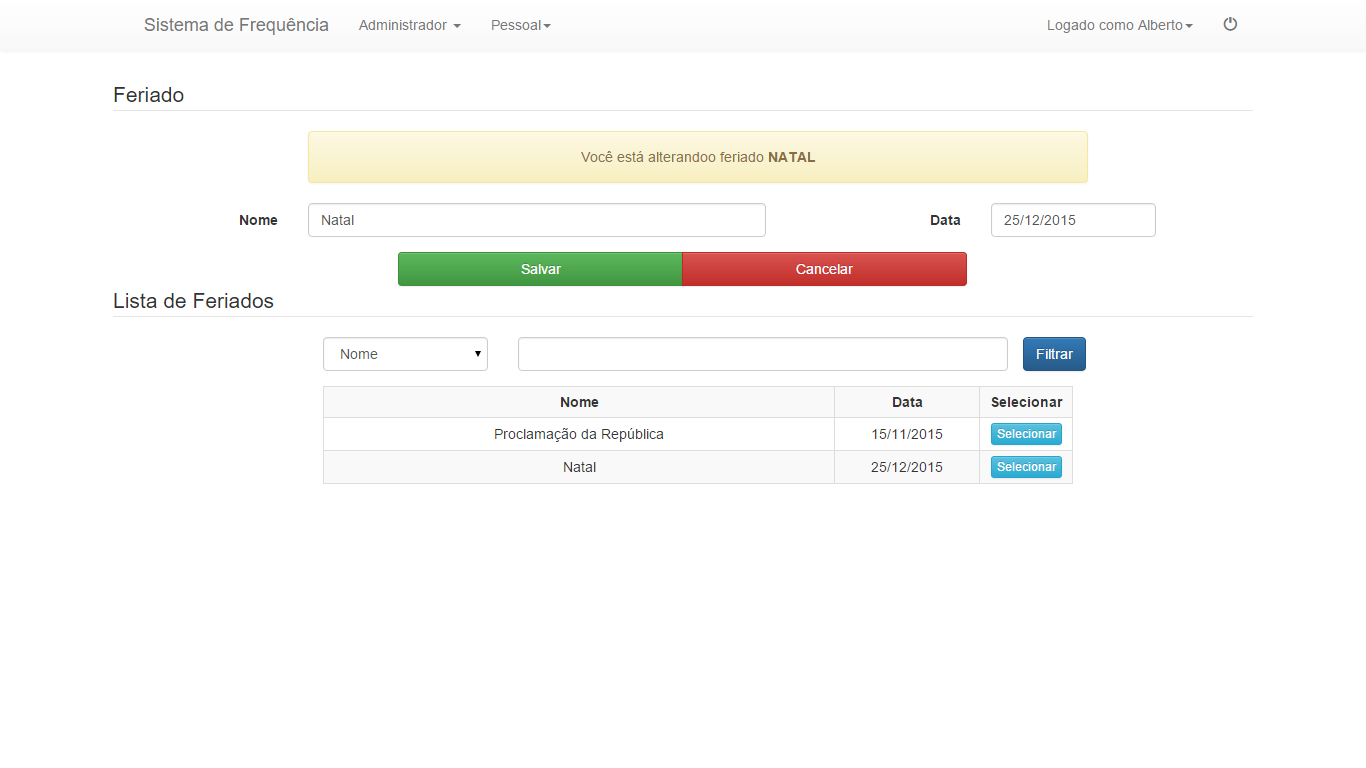 Sistema de Frequência Administrador Pessoal Logado como Alberto
Feriado
Você está alterandoo feriado NATAL
Nome Natal Data 25/12/2015
Salvar Cancelar
Lista de Feriados
Nome Filtrar
Nome Data Selecionar
Proclamação da República 15/11/2015 Selecionar
Natal 25/12/2015 Selecionar